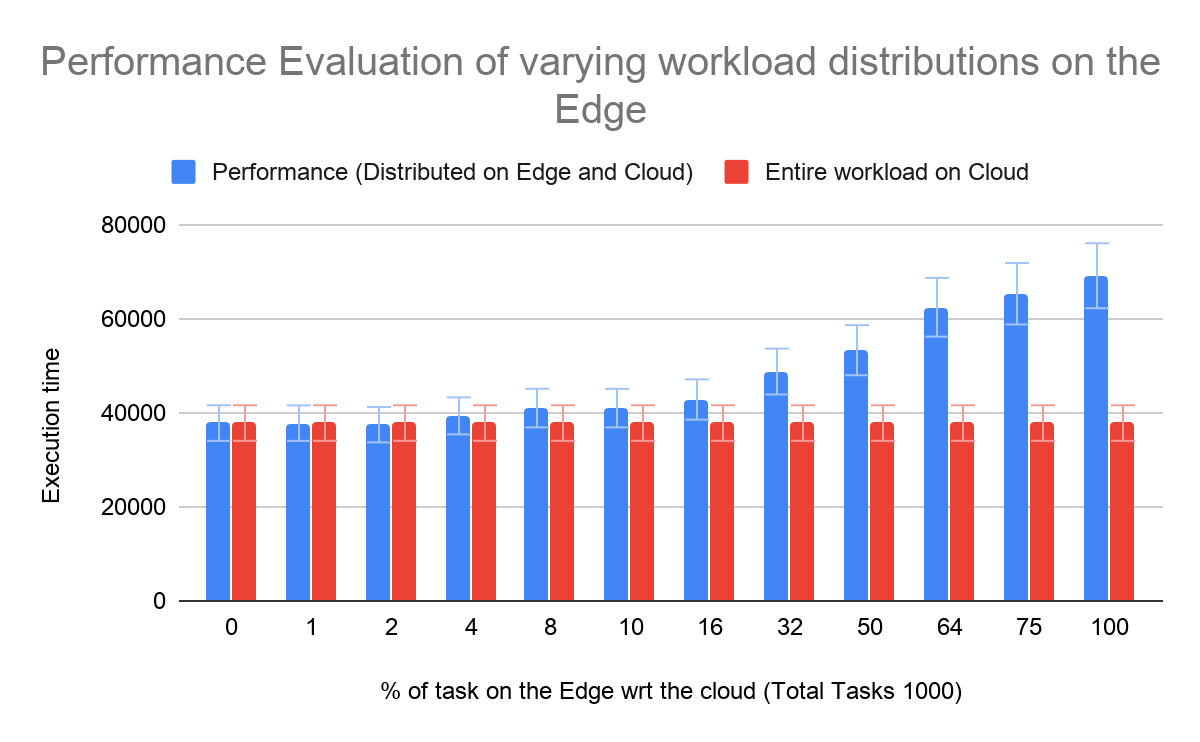 Performance Evaluation of varying workload distributions on the
Edge
Performance (Distributed on Edge and Cloud) Entire workload on Cloud
80000
60000
40000
20000
0
Execution time
0 1 2 4 8 10 16 32 50 64 75 100
% of task on the Edge wrt the cloud (Total Tasks 1000)